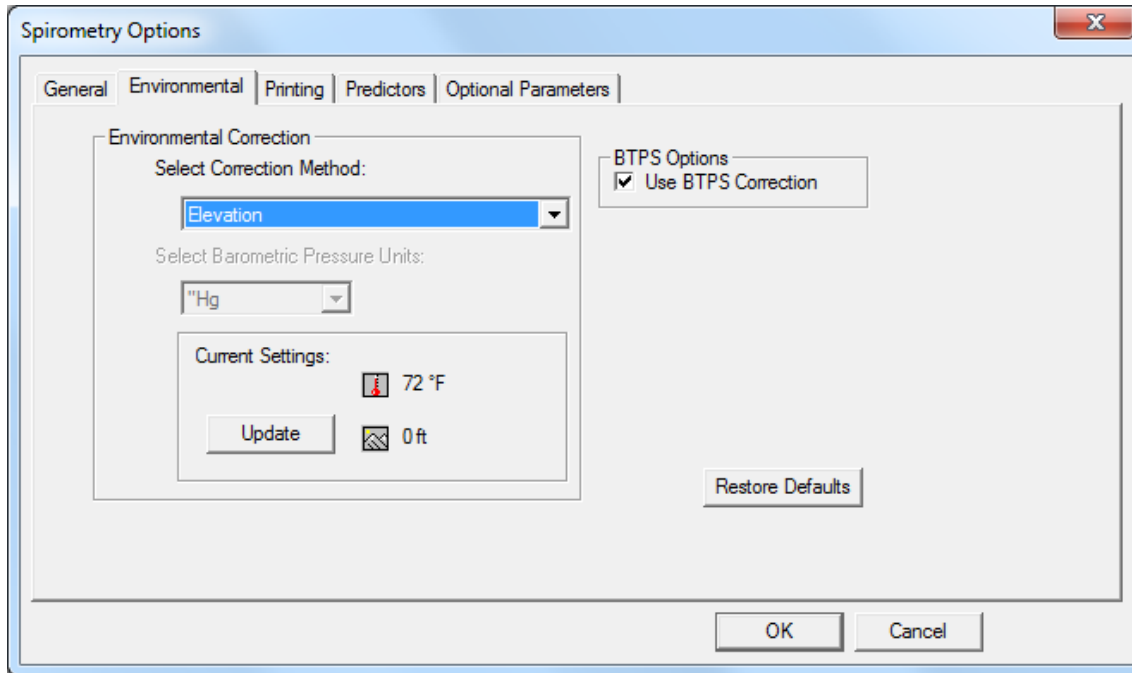 Spirometry Options
General
Environmental
Printing
Predictors
Optional Parameters
Environmental Correction
Select Correction Method:
Elevation
Select Barometric Pressure Units:
"Hg
Current Settings:
72 °F
Update
0 ft
BTPS Options
Use BTPS Correction
Restore Defaults
OK
Cancel